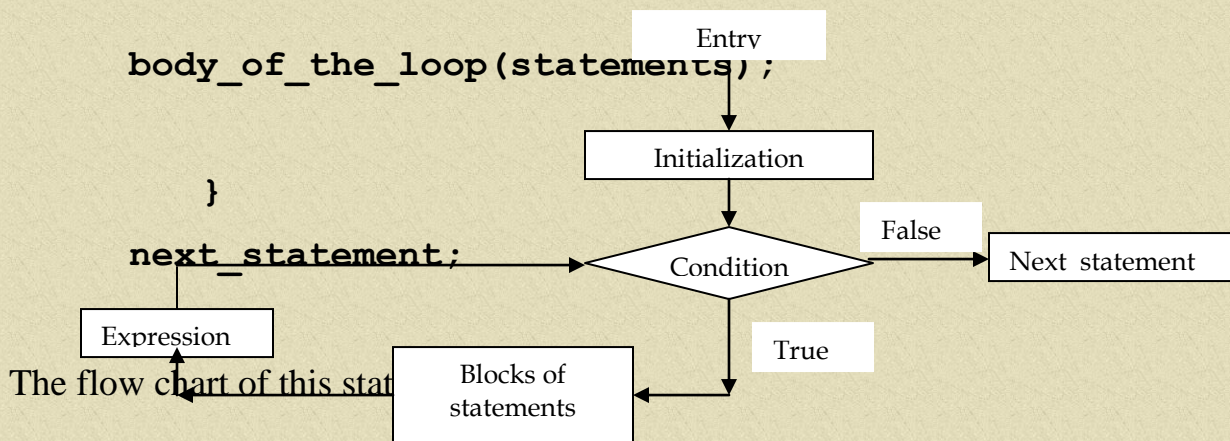 Entry
body_of_the_loop(statements);
Initialization
}
False
next_statement;
Condition
Next statement
Expression
True
The flow chart of this stat
Blocks of
statements